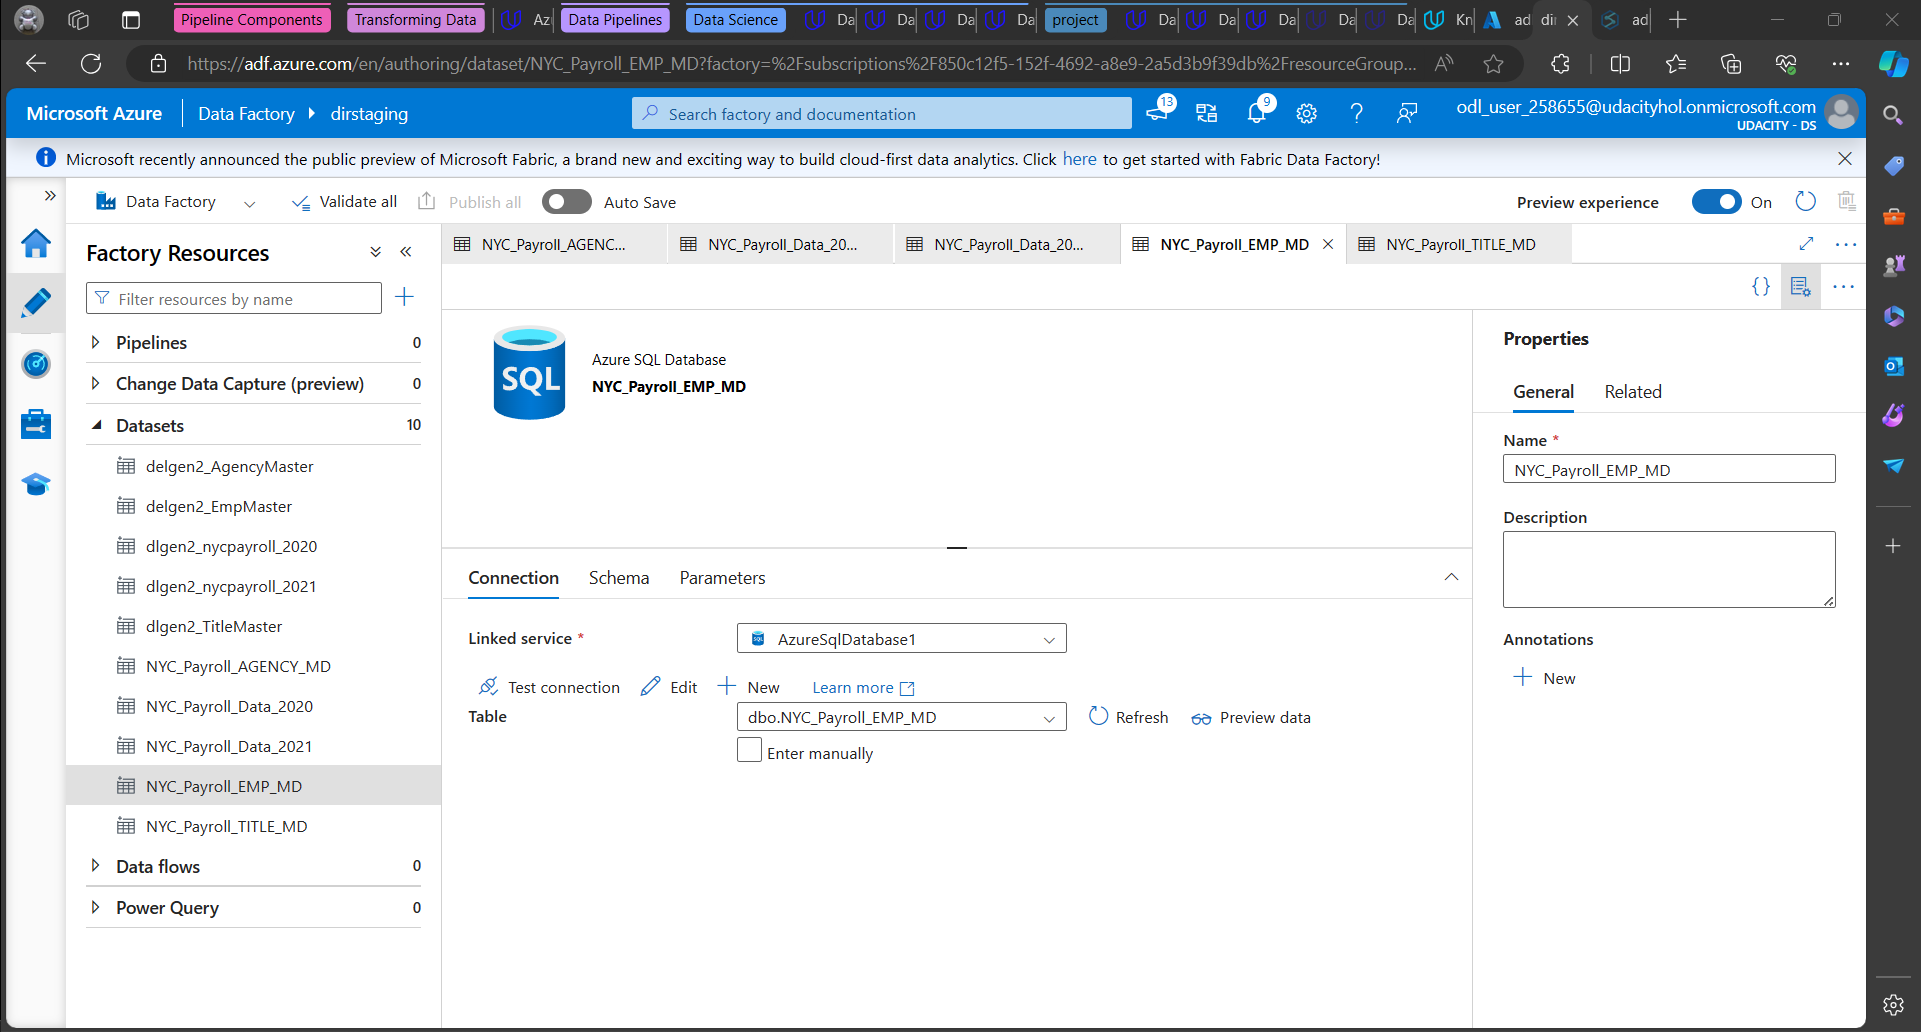 Pipeline Components
Transforming Data
Az
Data Pipelines
Data Science
Da
Da
Da
Da
project
Da
Da
Da
Da
Da
Kn
ad
di
ad
https://adf.azure.com/en/authoring/dataset/NYC_Payroll_EMP_MD?factory=%2Fsubscriptions%2F850c12f5-152f-4692-a8e9-2a5d3b9f39db%2FresourceGroup...
Microsoft Azure
Data Factory
dirstaging
Search factory and documentation
13
9
odl_user_258655@udacityhol.onmicrosoft.com
UDACITY - DS
Microsoft recently announced the public preview of Microsoft Fabric, a brand new and exciting way to build cloud-first data analytics. Click here to get started with Fabric Data Factory!
Data Factory
Validate all
Publish all
Auto Save
Preview experience
On
Factory Resources
Filter resources by name
Pipelines 0
Change Data Capture (preview) 0
Datasets 10
delgen2_AgencyMaster
delgen2_EmpMaster
dlgen2_nycpayroll_2020
dlgen2_nycpayroll_2021
dlgen2_TitleMaster
NYC_Payroll_AGENCY_MD
NYC_Payroll_Data_2020
NYC_Payroll_Data_2021
NYC_Payroll_EMP_MD
NYC_Payroll_TITLE_MD
Data flows 0
Power Query 0
NYC_Payroll_AGENC...
NYC_Payroll_Data_20...
NYC_Payroll_Data_20...
NYC_Payroll_EMP_MD
NYC_Payroll_TITLE_MD
SQL
Azure SQL Database
NYC_Payroll_EMP_MD
Connection
Schema
Parameters
Linked service *
AzureSqlDatabase1
Test connection
Edit
New
Learn more
Table
dbo.NYC_Payroll_EMP_MD
Refresh
Preview data
Enter manually
Properties
General
Related
Name *
NYC_Payroll_EMP_MD
Description
Annotations
New